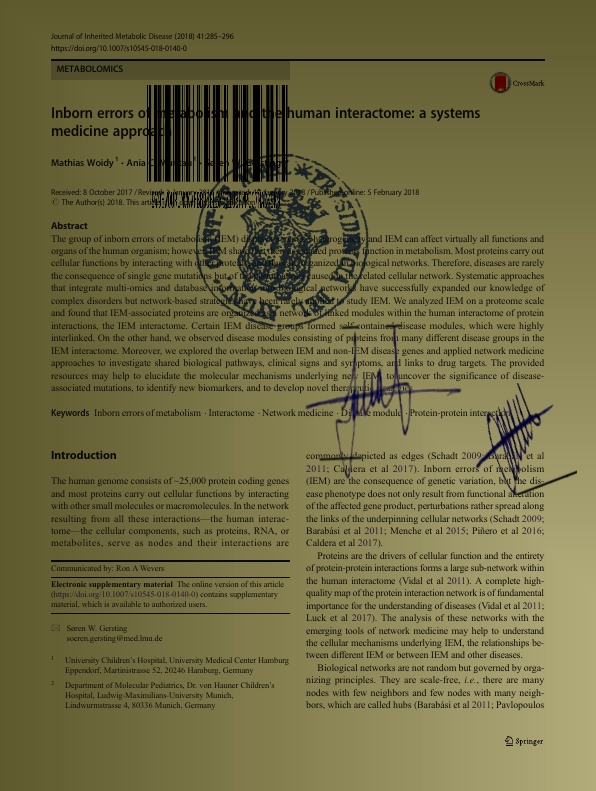 Journal of Inherited Metabolic Disease (2018) 41:285–296
https://doi.org/10.1007/s10545-018-0140-0
METABOLOMICS
CrossMark
Inborn errors of metabolism and the human interactome: a systems
medicine approach
Mathias Woidy 1 · Ania C.
Received: 8 October 2017 / Revised: 2018 / Published online: 5 February 2018
© The Author(s) 2018. This
Abstract
The group of inborn errors of metabolism (IEM) and IEM can affect virtually all functions and
organs of the human organism; however, IEM protein function in metabolism. Most proteins carry out
cellular functions by interacting with other organized in biological networks. Therefore, diseases are rarely
the consequence of single gene mutations but of caused in the related cellular network. Systematic approaches
that integrate multi-omics and database information on biological networks have successfully expanded our knowledge of
complex disorders but network-based strategies have been rarely applied to study IEM. We analyzed IEM on a proteome scale
and found that IEM-associated proteins are organized as a network of linked modules within the human interactome of protein
interactions, the IEM interactome. Certain IEM disease groups formed self-contained disease modules, which were highly
interlinked. On the other hand, we observed disease modules consisting of proteins from many different disease groups in the
IEM interactome. Moreover, we explored the overlap between IEM and non-IEM disease genes and applied network medicine
approaches to investigate shared biological pathways, clinical signs and symptoms, and links to drug targets. The provided
resources may help to elucidate the molecular mechanisms underlying new IEM, to uncover the significance of disease-
associated mutations, to identify new biomarkers, and to develop novel therapeutic
Keywords Inborn errors of metabolism · Interactome · Network medicine · Disease module · Protein-protein interaction
Introduction
The human genome consists of ~25,000 protein coding genes
and most proteins carry out cellular functions by interacting
with other small molecules or macromolecules. In the network
resulting from all these interactions—the human interac-
tome—the cellular components, such as proteins, RNA, or
metabolites, serve as nodes and their interactions are
Communicated by: Ron A Wevers
Electronic supplementary material The online version of this article
(https://doi.org/10.1007/s10545-018-0140-0) contains supplementary
material, which is available to authorized users.
Søren W. Gersting
soeren.gersting@med.lmu.de
1 University Children's Hospital, University Medical Center Hamburg
Eppendorf, Martinistrasse 52, 20246 Hamburg, Germany
2 Department of Molecular Pediatrics, Dr. von Hauner Children's
Hospital, Ludwig-Maximilians-University Munich,
Lindwurmstrasse 4, 80336 Munich, Germany
commonly depicted as edges (Schadt 2009; Barabási et al
2011; Caldera et al 2017). Inborn errors of metabolism
(IEM) are the consequence of genetic variation, but the dis-
ease phenotype does not only result from functional alteration
of the affected gene product, perturbations rather spread along
the links of the underpinning cellular networks (Schadt 2009;
Barabási et al 2011; Menche et al 2015; Piñero et al 2016;
Caldera et al 2017).
Proteins are the drivers of cellular function and the entirety
of protein-protein interactions forms a large sub-network within
the human interactome (Vidal et al 2011). A complete high-
quality map of the protein interaction network is of fundamental
importance for the understanding of diseases (Vidal et al 2011;
Luck et al 2017). The analysis of these networks with the
emerging tools of network medicine may help to understand
the cellular mechanisms underlying IEM, the relationships be-
tween different IEM or between IEM and other diseases.
Biological networks are not random but governed by orga-
nizing principles. They are scale-free, i.e., there are many
nodes with few neighbors and few nodes with many neigh-
bors, which are called hubs (Barabási et al 2011; Pavlopoulos
Springer